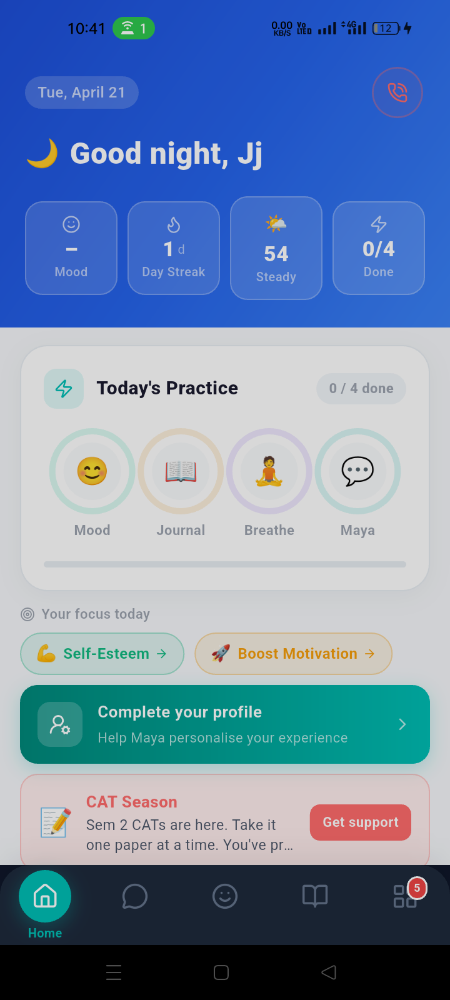 10:41
1
0.00
KB/S
Vo
LTE
4G
12
Tue, April 21
Good night, Jj
–
Mood
1 d
Day Streak
54
Steady
0/4
Done
Today's Practice
0 / 4 done
Mood
Journal
Breathe
Maya
Your focus today
Self-Esteem
Boost Motivation
Complete your profile
Help Maya personalise your experience
CAT Season
Sem 2 CATs are here. Take it
one paper at a time. You've pr...
Get support
5
Home